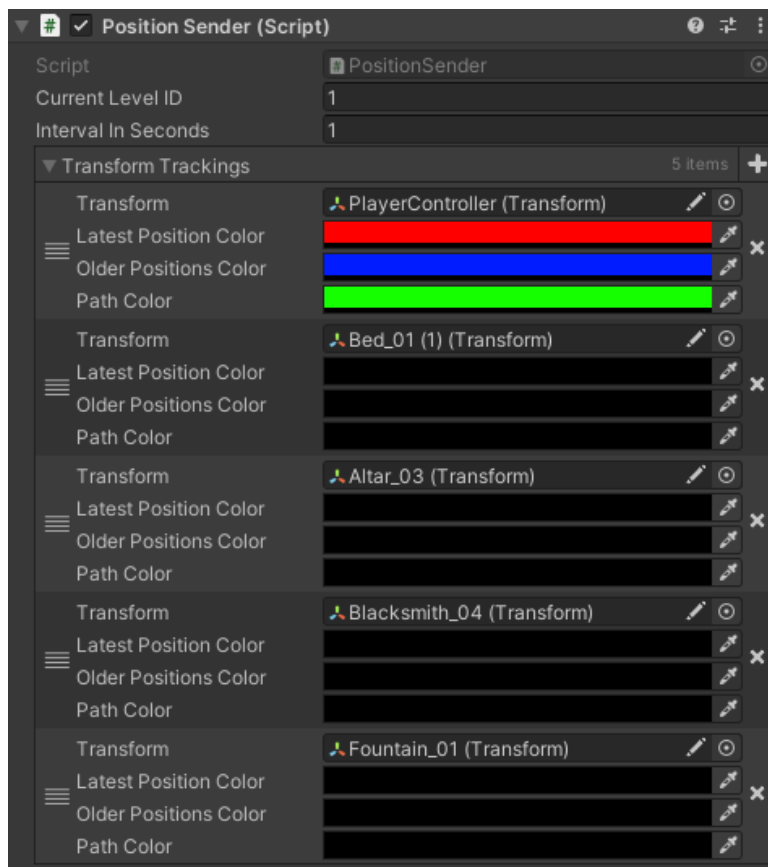 Position Sender (Script)
Script PositionSender
Current Level ID 1
Interval In Seconds 1
Transform Trackings 5 items
Transform PlayerController (Transform)
Latest Position Color
Older Positions Color
Path Color
Transform Bed_01 (1) (Transform)
Latest Position Color
Older Positions Color
Path Color
Transform Altar_03 (Transform)
Latest Position Color
Older Positions Color
Path Color
Transform Blacksmith_04 (Transform)
Latest Position Color
Older Positions Color
Path Color
Transform Fountain_01 (Transform)
Latest Position Color
Older Positions Color
Path Color